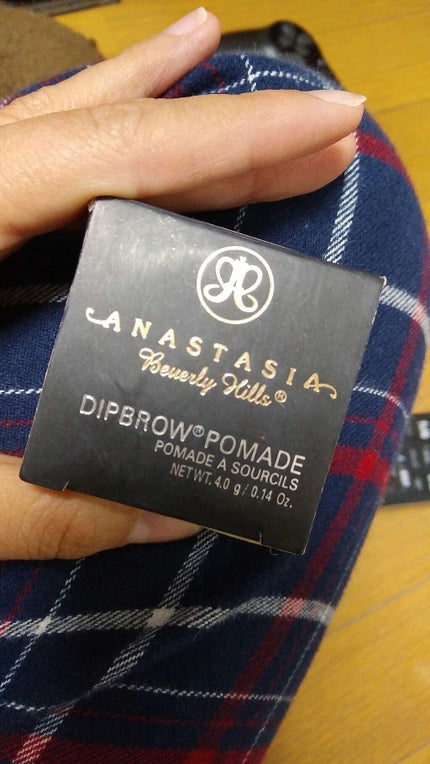 ANASTASIA
Beverly Hills®
DIPBROW® POMADE
POMADE À SOURCILS
NET WT. 4.0 g / 0.14 Oz.